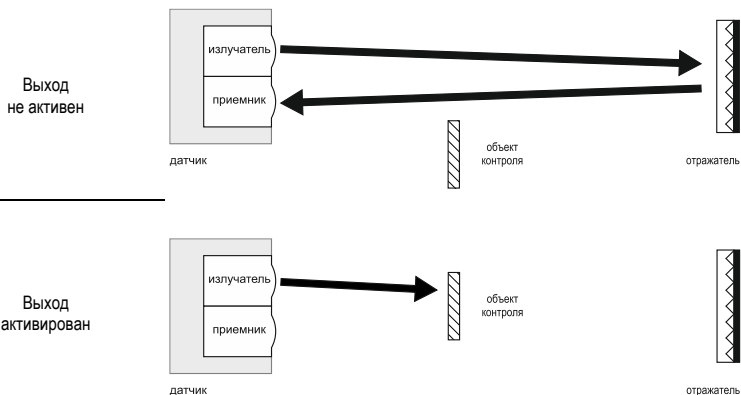 Выход
не активен
излучатель
приемник
датчик
объект
контроля
отражатель
Выход
активирован
излучатель
приемник
датчик
объект
контроля
отражатель